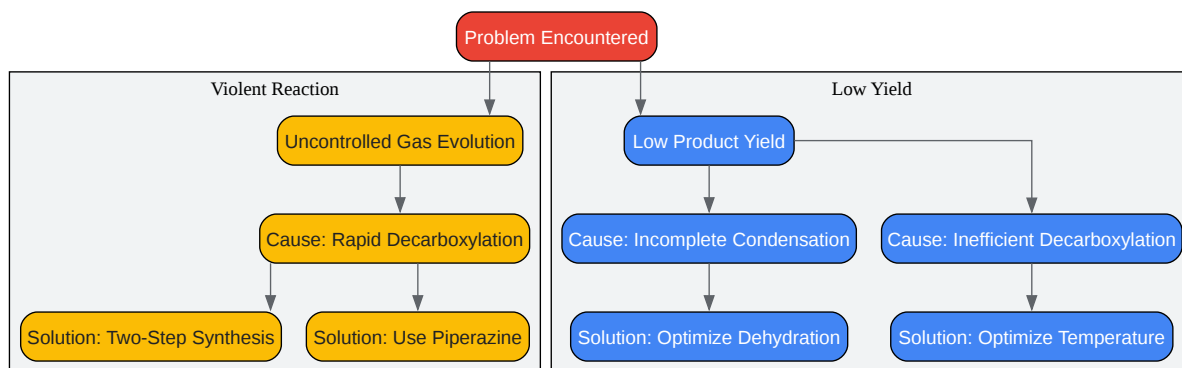 Problem Encountered
Violent Reaction
Low Yield
Uncontrolled Gas Evolution
Low Product Yield
Cause: Rapid Decarboxylation
Cause: Incomplete Condensation
Cause: Inefficient Decarboxylation
Solution: Two-Step Synthesis
Solution: Use Piperazine
Solution: Optimize Dehydration
Solution: Optimize Temperature